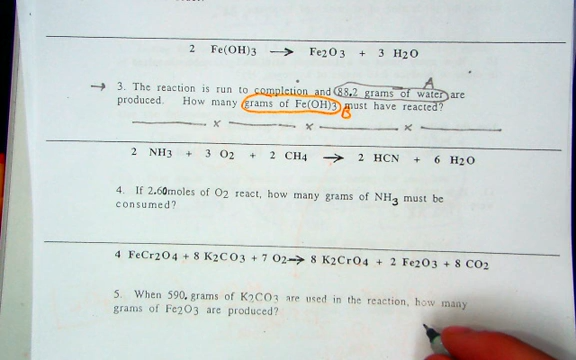 2 Fe(OH)3 → Fe2O3 + 3 H2O
→ 3. The reaction is run to completion and 88.2 grams of water are
A
produced. How many grams of Fe(OH)3 must have reacted?
B
x x x
2 NH3 + 3 O2 + 2 CH4 → 2 HCN + 6 H2O
4. If 2.60moles of O2 react, how many grams of NH3 must be
consumed?
4 FeCr2O4 + 8 K2CO3 + 7 O2→ 8 K2CrO4 + 2 Fe2O3 + 8 CO2
5. When 590. grams of K2CO3 are used in the reaction, how many
grams of Fe2O3 are produced?